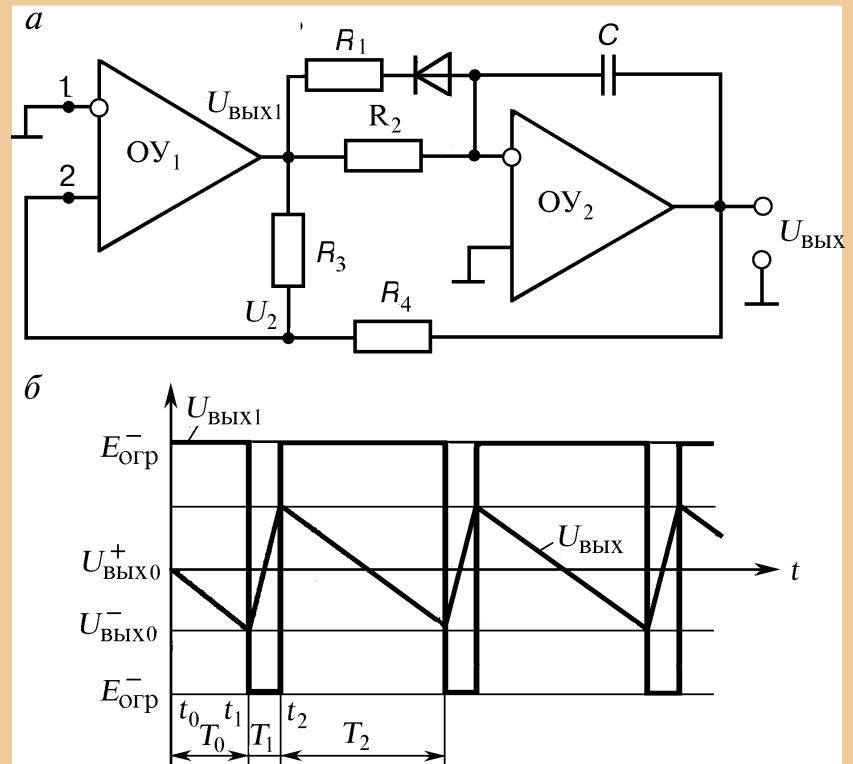 а
R₁
C
1
Uвых1
R₂
ОУ₁
2
ОУ₂
Uвых
R₃
R₄
U₂
б
Uвых1
E⁻огр
Uвых
U⁺вых0
t
U⁻вых0
E⁻огр
t₀ t₁ t₂
T₀ T₁ T₂